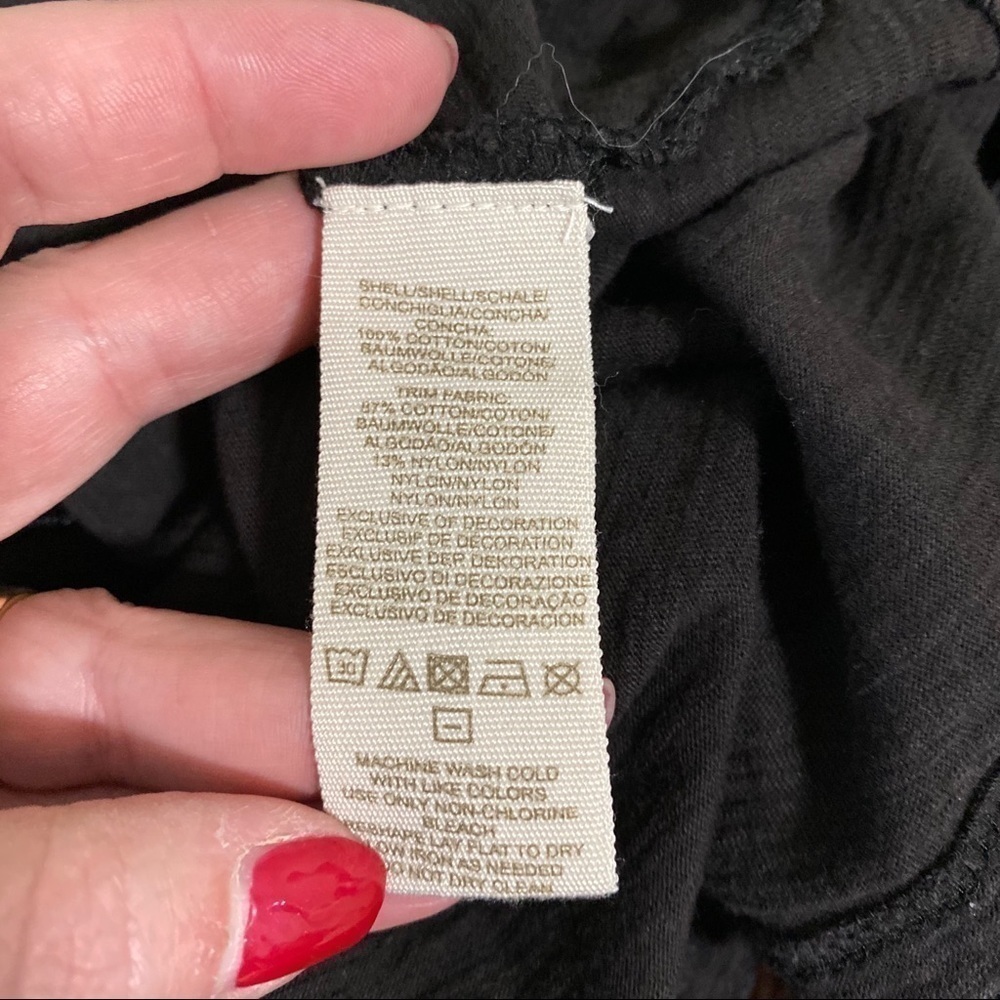 SHELL/SHELL/SCHALE/
CONCHIGLIA/CONCHA/
CONCHA:
100% COTTON/COTON/
BAUMWOLLE/COTONE/
ALGODÃO/ALGODÓN
TRIM FABRIC:
87% COTTON/COTON/
BAUMWOLLE/COTONE/
ALGODÃO/ALGODÓN
13% NYLON/NYLON
NYLON/NYLON
NYLON/NYLON
EXCLUSIVE OF DECORATION
EXCLUSIF DE DECORATION
EXKLUSIVE DER DEKORATION
ESCLUSIVO DI DECORAZIONE
EXCLUSIVO DE DECORAÇÃO
EXCLUSIVO DE DECORACIÓN
30
MACHINE WASH COLD
WITH LIKE COLORS
USE ONLY NON-CHLORINE
BLEACH
LAY FLAT TO DRY
IRON AS NEEDED
NOT DRY CLEAN